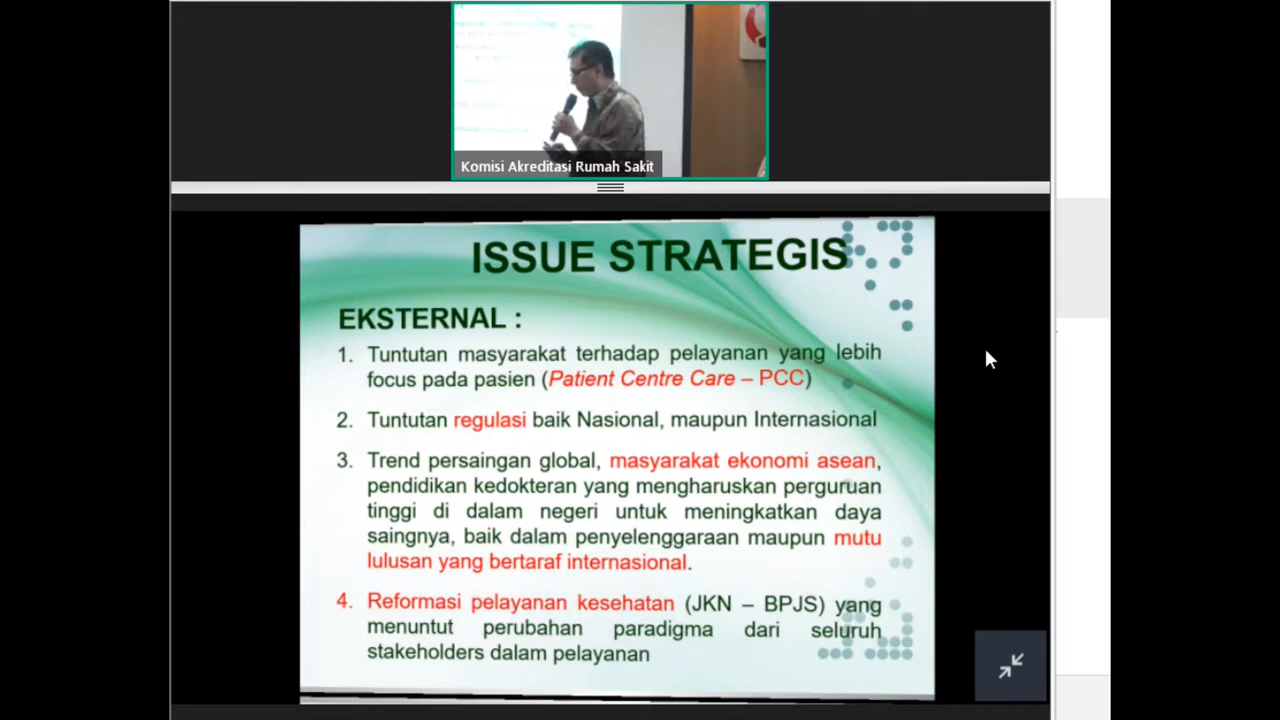 Komisi Akreditasi Rumah Sakit
ISSUE STRATEGIS
EKSTERNAL :
1. Tuntutan masyarakat terhadap pelayanan yang lebih
focus pada pasien (Patient Centre Care – PCC)
2. Tuntutan regulasi baik Nasional, maupun Internasional
3. Trend persaingan global, masyarakat ekonomi asean,
pendidikan kedokteran yang mengharuskan perguruan
tinggi di dalam negeri untuk meningkatkan daya
saingnya, baik dalam penyelenggaraan maupun mutu
lulusan yang bertaraf internasional.
4. Reformasi pelayanan kesehatan (JKN – BPJS) yang
menuntut perubahan paradigma dari seluruh
stakeholders dalam pelayanan